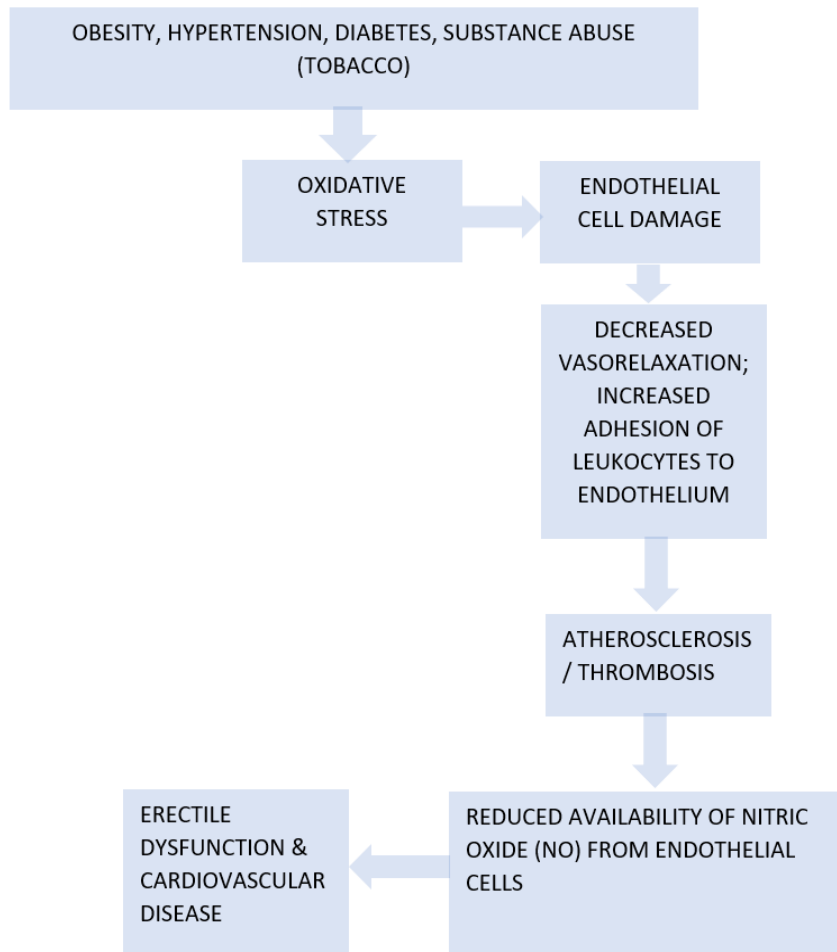 OBESITY, HYPERTENSION, DIABETES, SUBSTANCE ABUSE
(TOBACCO)
OXIDATIVE
STRESS
ENDOTHELIAL
CELL DAMAGE
DECREASED
VASORELAXATION;
INCREASED
ADHESION OF
LEUKOCYTES TO
ENDOTHELIUM
ATHEROSCLEROSIS
/ THROMBOSIS
REDUCED AVAILABILITY OF NITRIC
OXIDE (NO) FROM ENDOTHELIAL
CELLS
ERECTILE
DYSFUNCTION &
CARDIOVASCULAR
DISEASE